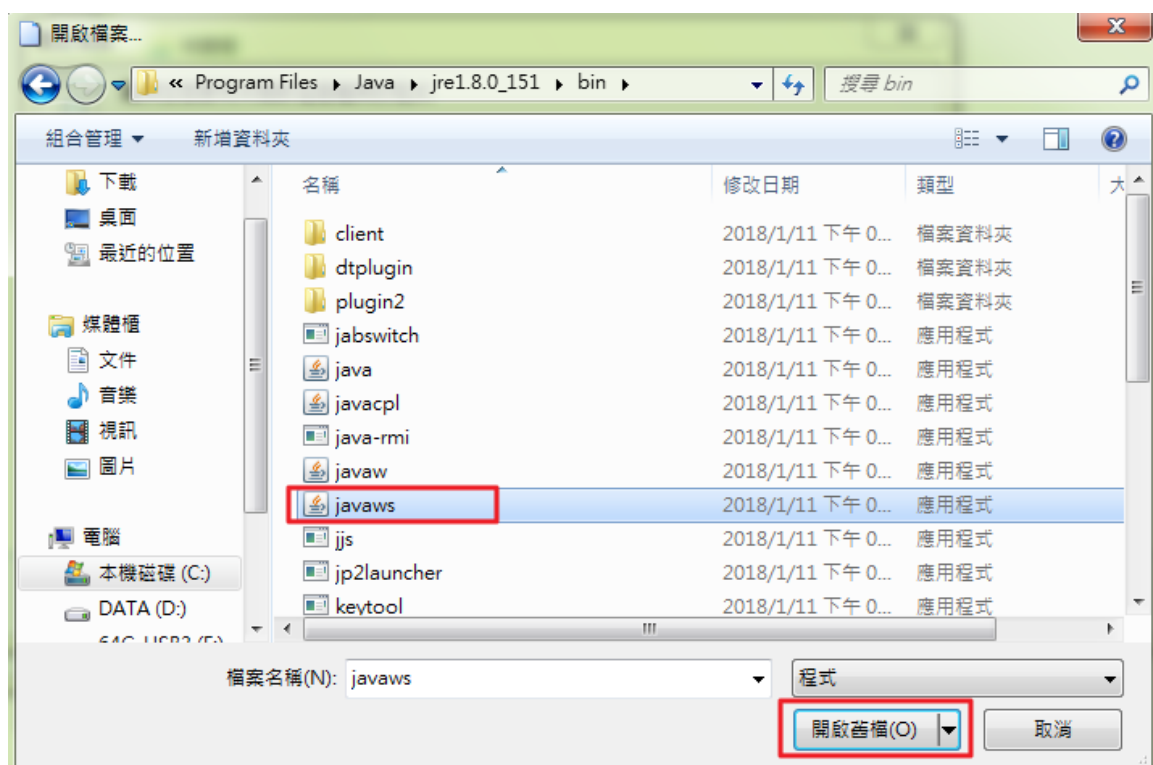 開啟檔案...
« Program Files ▸ Java ▸ jre1.8.0_151 ▸ bin ▸
搜尋 bin
組合管理 ▼ 新增資料夾
下載
桌面
最近的位置
媒體櫃
文件
音樂
視訊
圖片
電腦
本機磁碟 (C:)
DATA (D:)
名稱 修改日期 類型 大
client 2018/1/11 下午 0... 檔案資料夾
dtplugin 2018/1/11 下午 0... 檔案資料夾
plugin2 2018/1/11 下午 0... 檔案資料夾
jabswitch 2018/1/11 下午 0... 應用程式
java 2018/1/11 下午 0... 應用程式
javacpl 2018/1/11 下午 0... 應用程式
java-rmi 2018/1/11 下午 0... 應用程式
javaw 2018/1/11 下午 0... 應用程式
javaws 2018/1/11 下午 0... 應用程式
jjs 2018/1/11 下午 0... 應用程式
jp2launcher 2018/1/11 下午 0... 應用程式
keytool 2018/1/11 下午 0... 應用程式
檔案名稱(N): javaws 程式
開啟舊檔(O) 取消